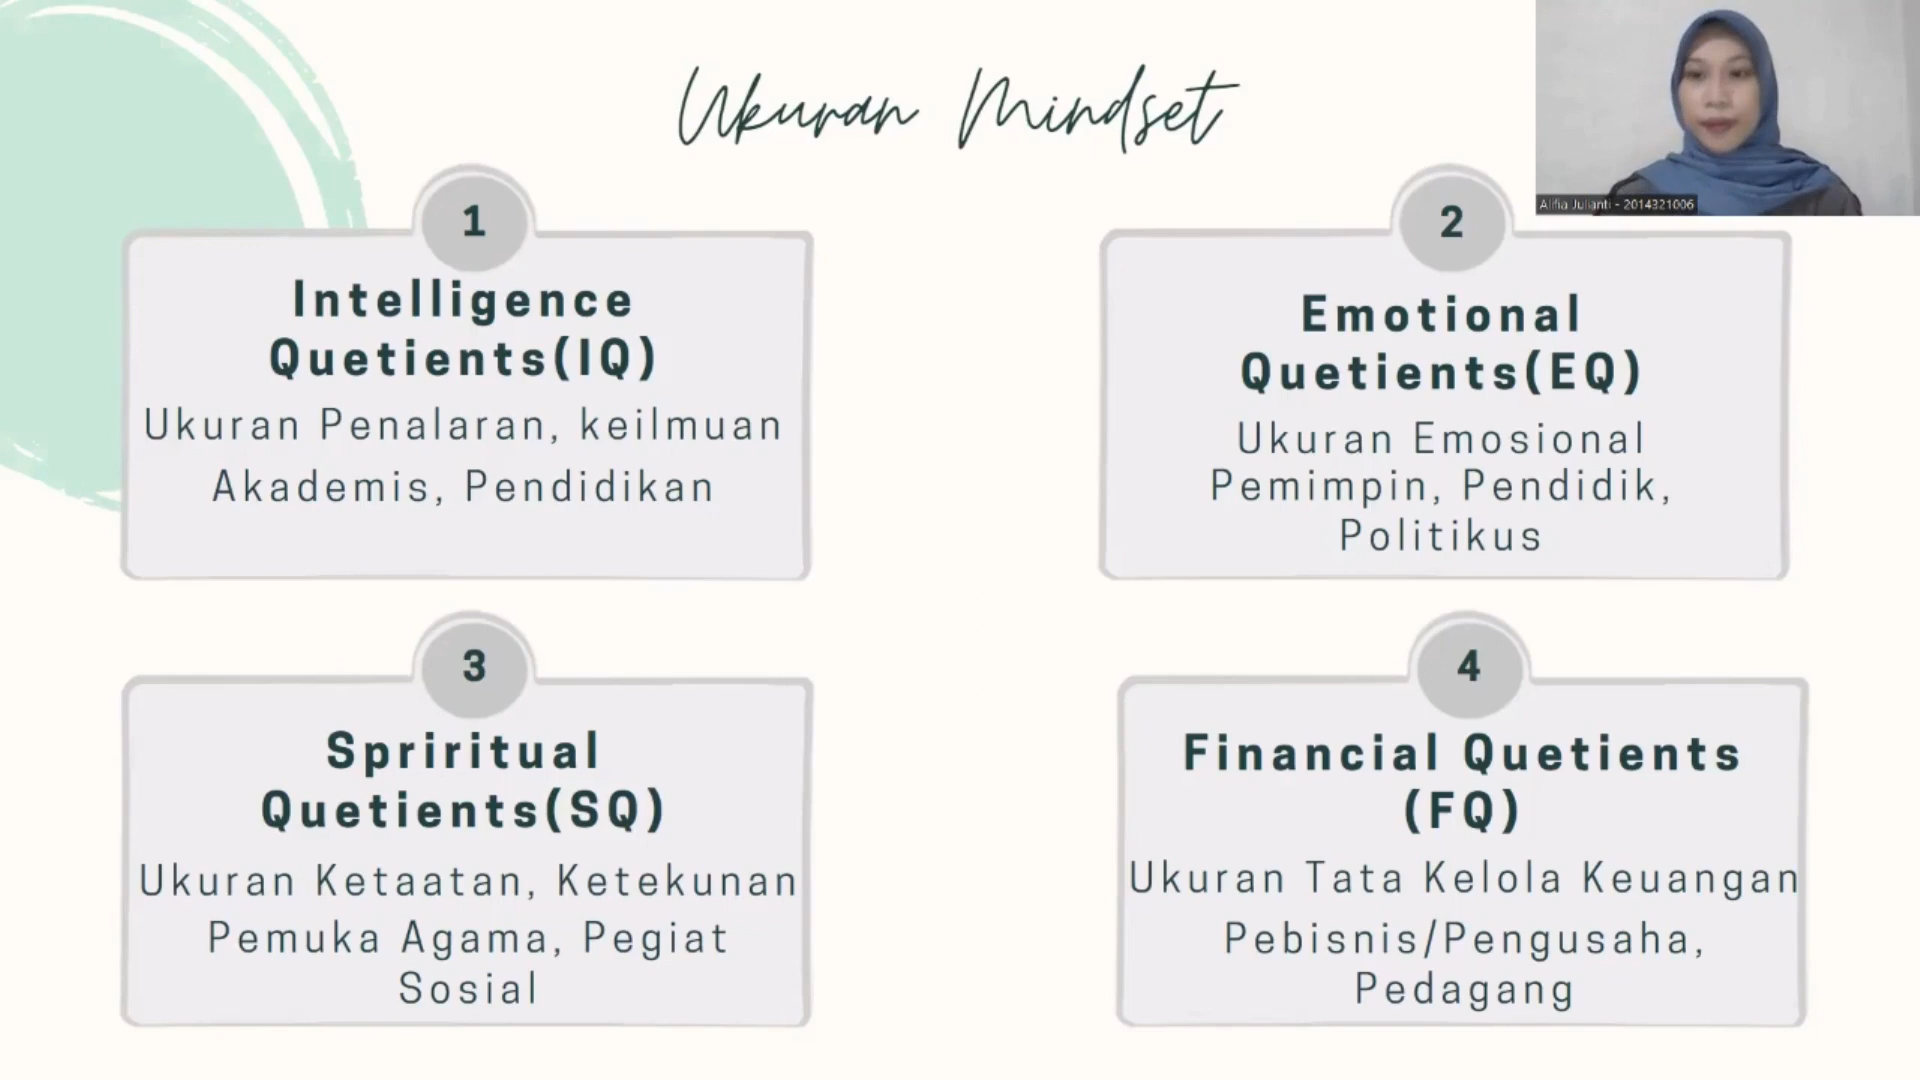 Ukuran Mindset
Alifia Julianti - 2014321006
1
Intelligence
Quetients(IQ)
Ukuran Penalaran, keilmuan
Akademis, Pendidikan
2
Emotional
Quetients(EQ)
Ukuran Emosional
Pemimpin, Pendidik,
Politikus
3
Spriritual
Quetients(SQ)
Ukuran Ketaatan, Ketekunan
Pemuka Agama, Pegiat
Sosial
4
Financial Quetients
(FQ)
Ukuran Tata Kelola Keuangan
Pebisnis/Pengusaha,
Pedagang